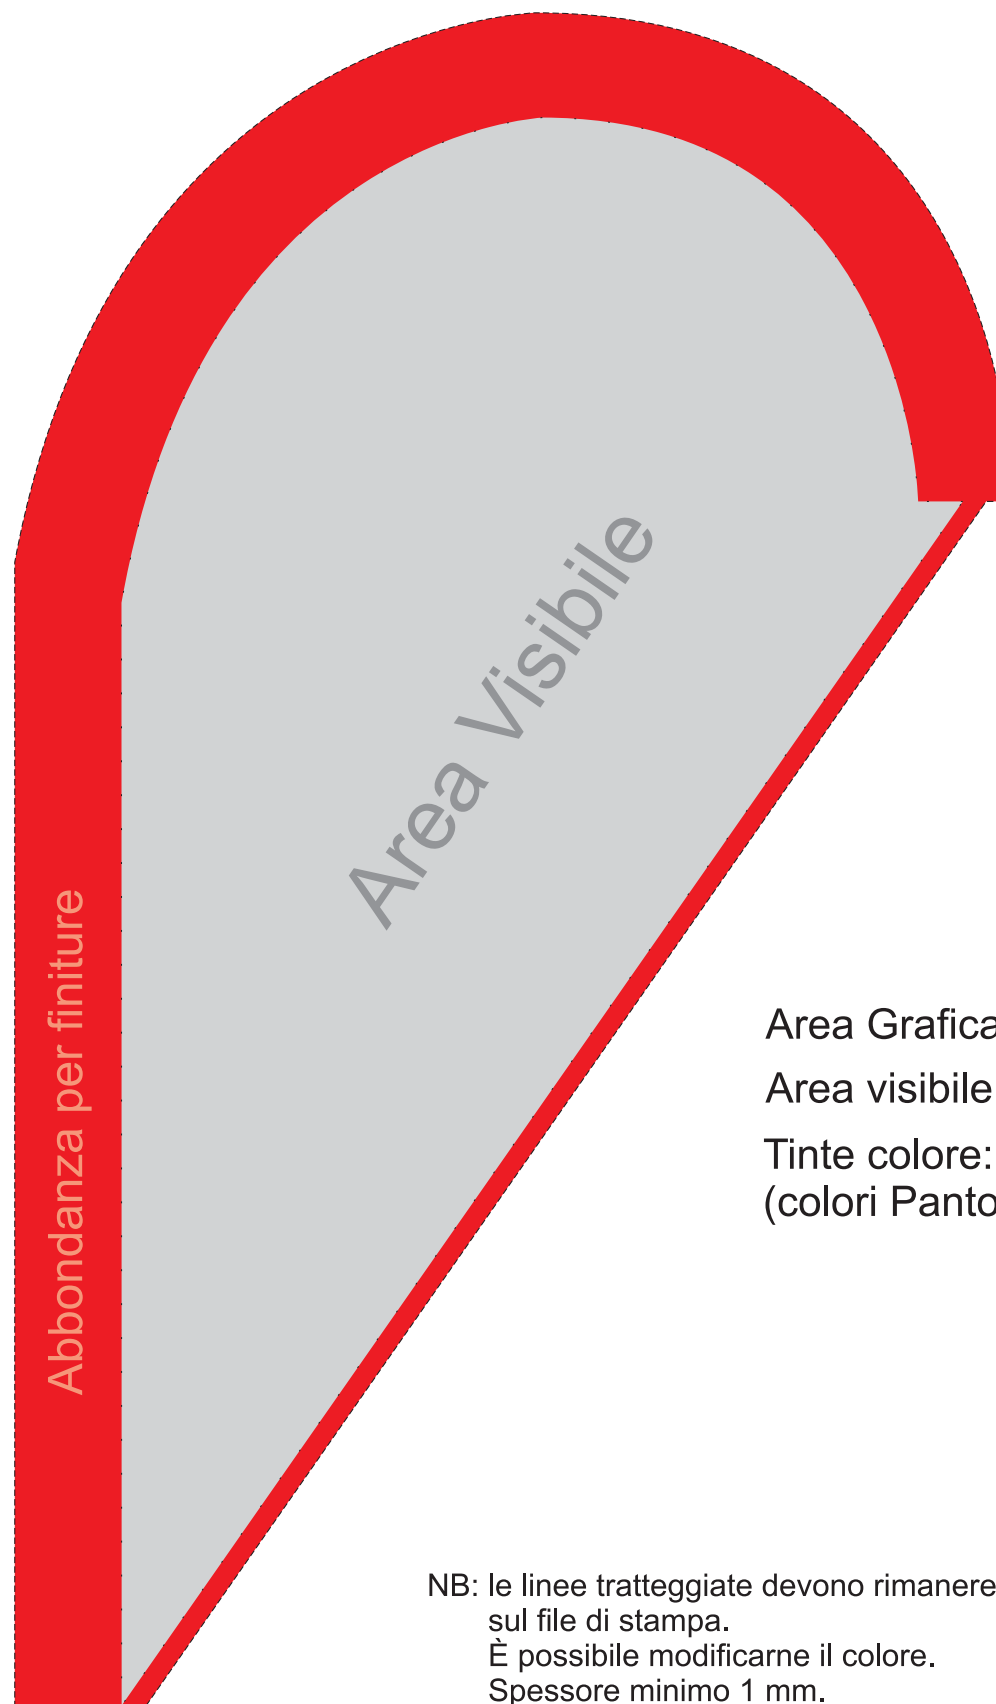 Area Visibile
Abbondanza per finiture
Area Grafica
Area visibile
Tinte colore:
(colori Panto
NB: le linee tratteggiate devono rimanere
sul file di stampa.
È possibile modificarne il colore.
Spessore minimo 1 mm.